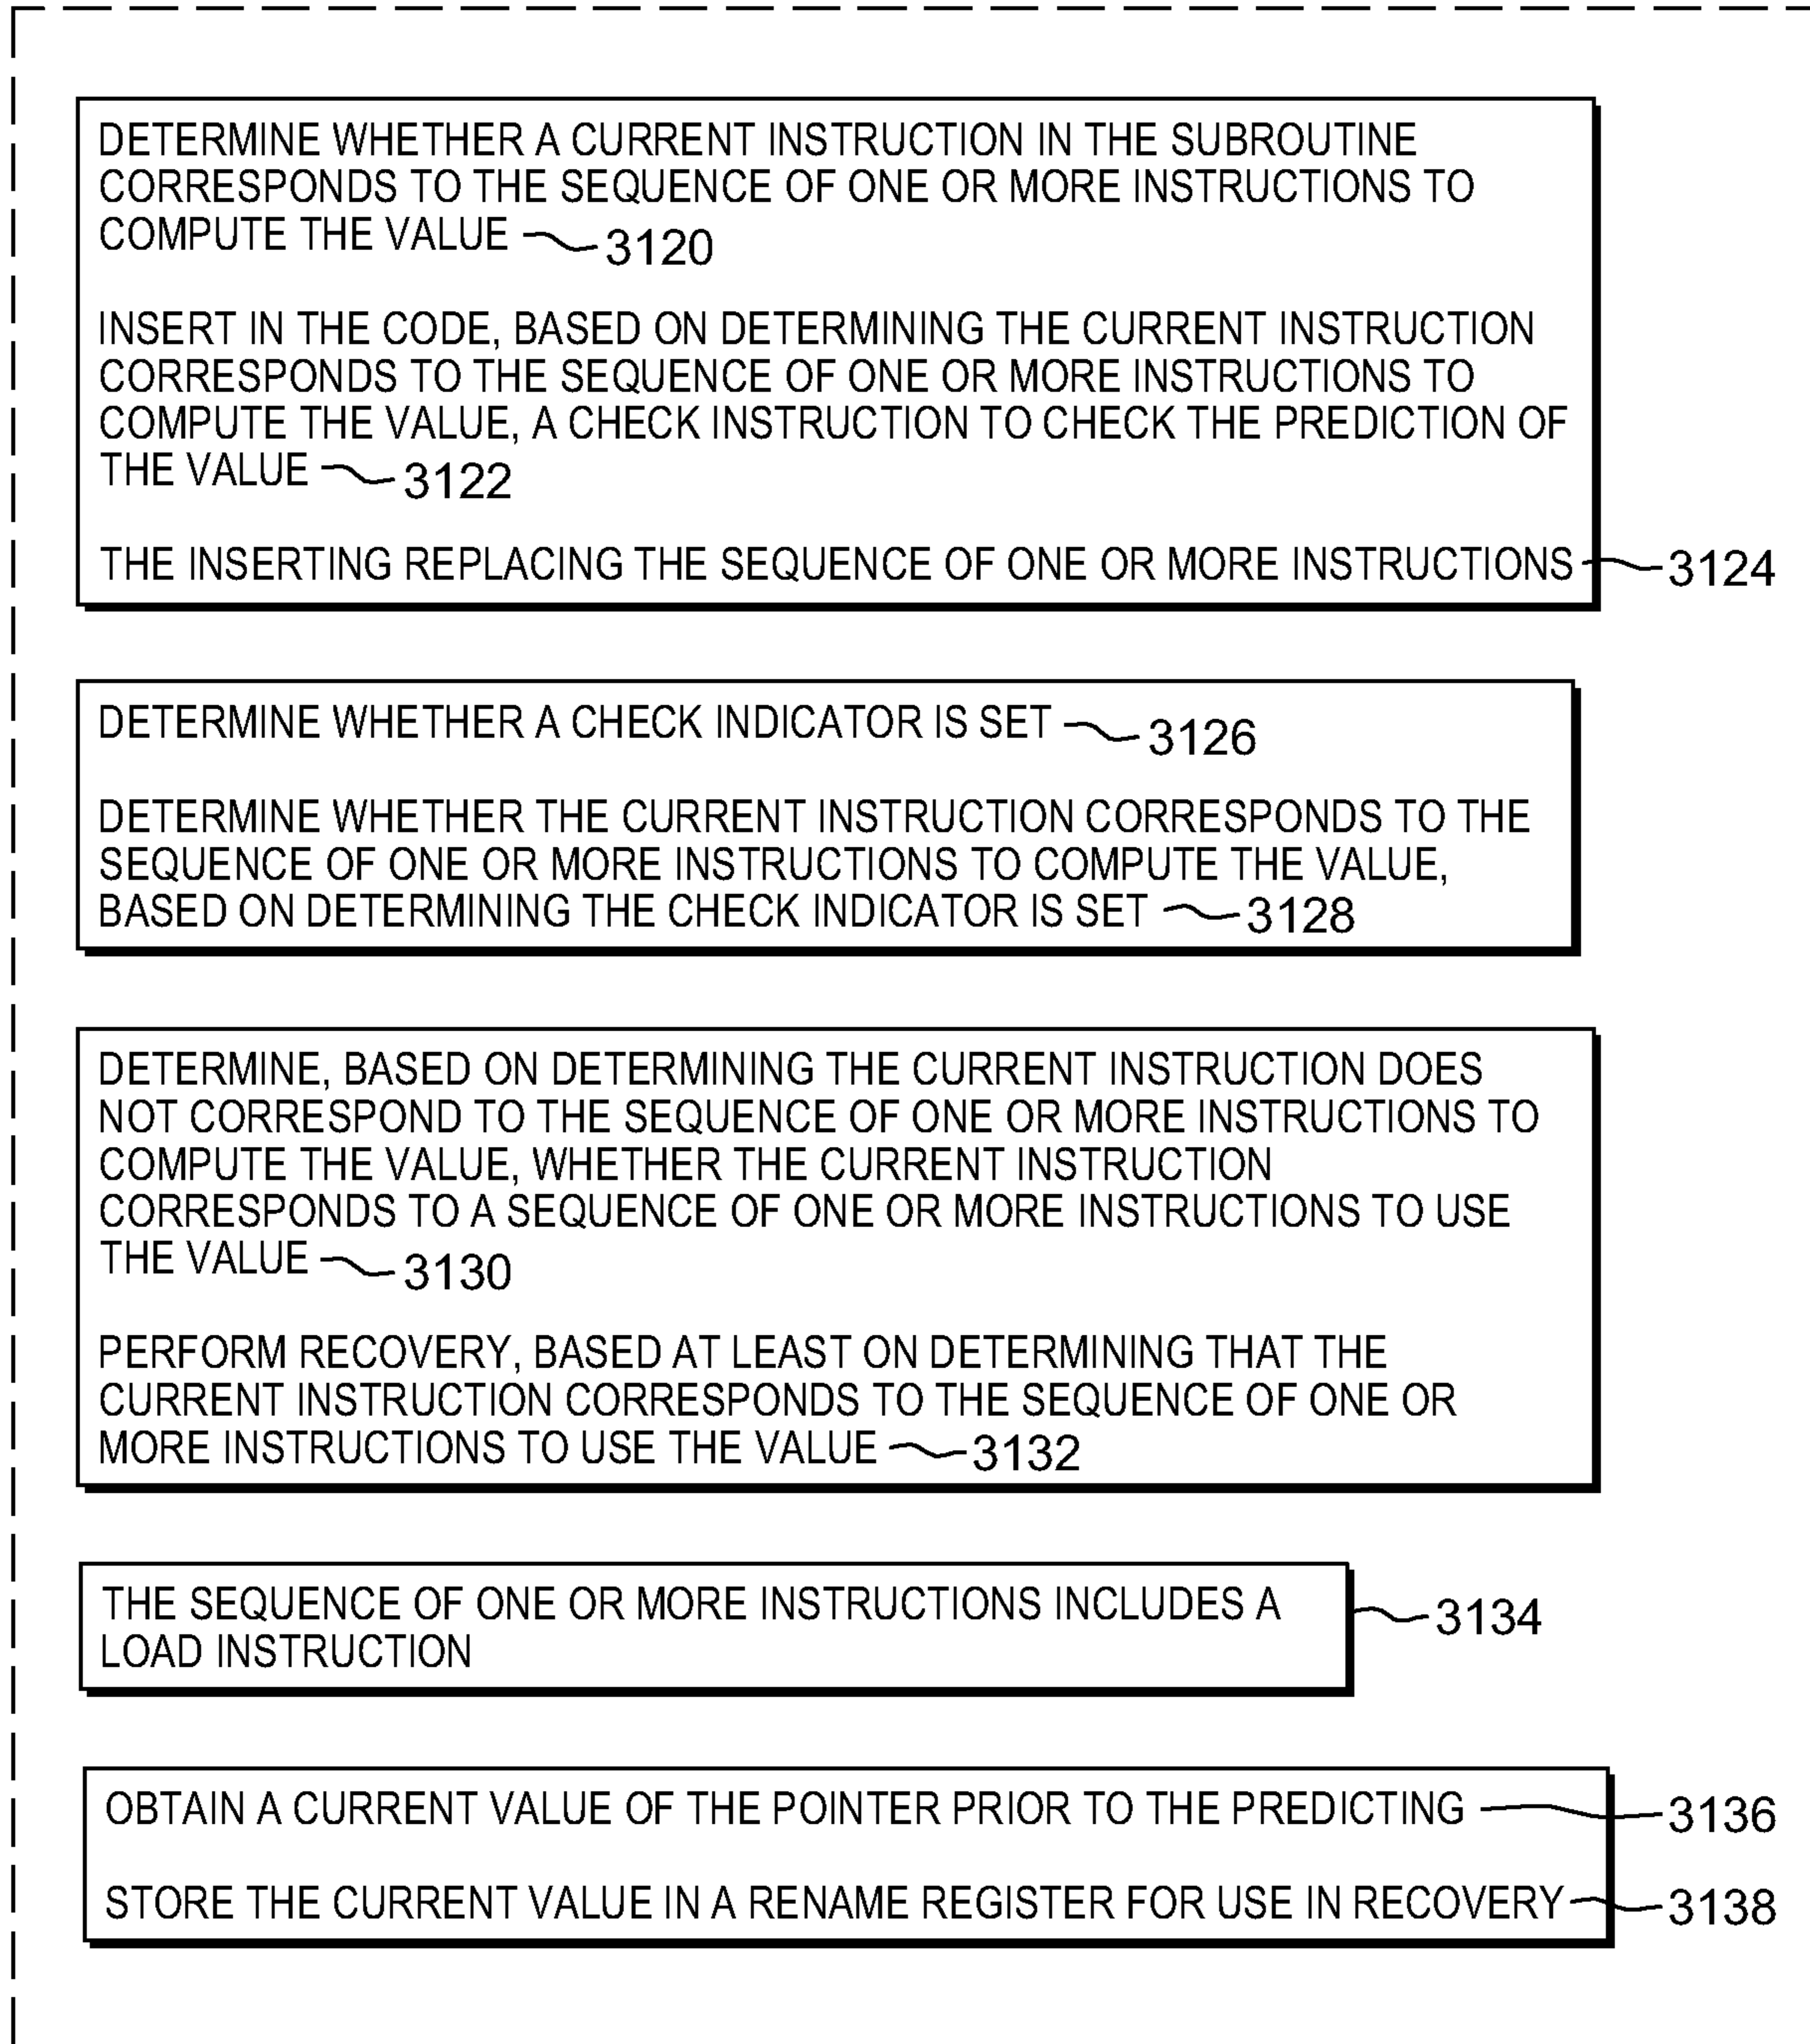 DETERMINE WHETHER A CURRENT INSTRUCTION IN THE SUBROUTINE
CORRESPONDS TO THE SEQUENCE OF ONE OR MORE INSTRUCTIONS TO
COMPUTE THE VALUE 3120
INSERT IN THE CODE, BASED ON DETERMINING THE CURRENT INSTRUCTION
CORRESPONDS TO THE SEQUENCE OF ONE OR MORE INSTRUCTIONS TO
COMPUTE THE VALUE, A CHECK INSTRUCTION TO CHECK THE PREDICTION OF
THE VALUE 3122
THE INSERTING REPLACING THE SEQUENCE OF ONE OR MORE INSTRUCTIONS 3124
DETERMINE WHETHER A CHECK INDICATOR IS SET 3126
DETERMINE WHETHER THE CURRENT INSTRUCTION CORRESPONDS TO THE
SEQUENCE OF ONE OR MORE INSTRUCTIONS TO COMPUTE THE VALUE,
BASED ON DETERMINING THE CHECK INDICATOR IS SET 3128
DETERMINE, BASED ON DETERMINING THE CURRENT INSTRUCTION DOES
NOT CORRESPOND TO THE SEQUENCE OF ONE OR MORE INSTRUCTIONS TO
COMPUTE THE VALUE, WHETHER THE CURRENT INSTRUCTION
CORRESPONDS TO A SEQUENCE OF ONE OR MORE INSTRUCTIONS TO USE
THE VALUE 3130
PERFORM RECOVERY, BASED AT LEAST ON DETERMINING THAT THE
CURRENT INSTRUCTION CORRESPONDS TO THE SEQUENCE OF ONE OR
MORE INSTRUCTIONS TO USE THE VALUE 3132
THE SEQUENCE OF ONE OR MORE INSTRUCTIONS INCLUDES A
LOAD INSTRUCTION 3134
OBTAIN A CURRENT VALUE OF THE POINTER PRIOR TO THE PREDICTING 3136
STORE THE CURRENT VALUE IN A RENAME REGISTER FOR USE IN RECOVERY 3138